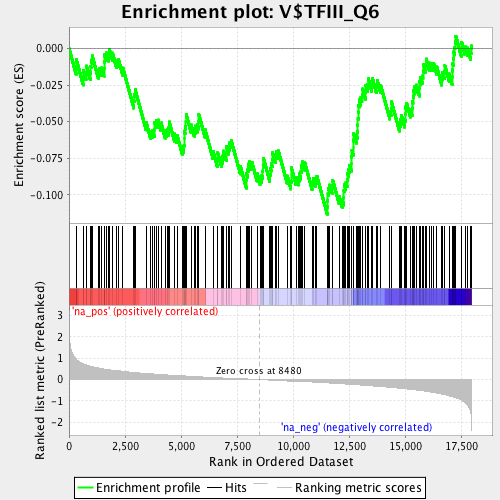 Enrichment plot: V$TFIII_Q6
Enrichment score (ES)
0.000
-0.025
-0.050
-0.075
-0.100
'na_pos' (positively correlated)
Ranked list metric (PreRanked)
3
2
1
0
-1
-2
Zero cross at 8480
'na_neg' (negatively correlated)
0
2,500
5,000
7,500
10,000
12,500
15,000
17,500
Rank in Ordered Dataset
Enrichment profile
Hits
Ranking metric scores